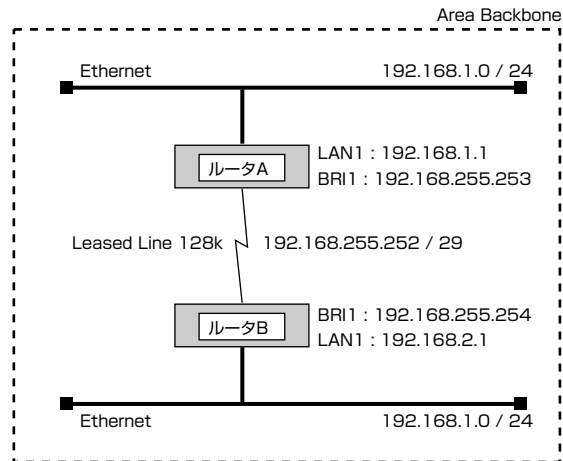 Area Backbone
Ethernet 192.168.1.0 / 24
ルータA
LAN1 : 192.168.1.1
BRI1 : 192.168.255.253
Leased Line 128k 192.168.255.252 / 29
ルータB
BRI1 : 192.168.255.254
LAN1 : 192.168.2.1
Ethernet 192.168.1.0 / 24